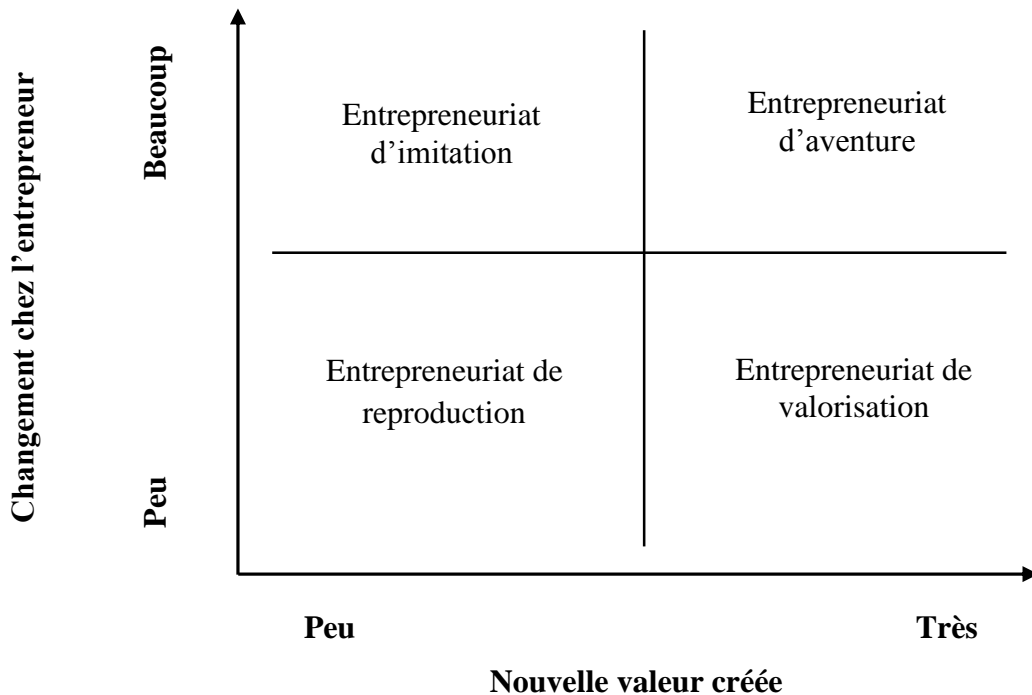 Changement chez l’entrepreneur
Beaucoup
Peu
Entrepreneuriat
d’imitation
Entrepreneuriat
d’aventure
Entrepreneuriat de
reproduction
Entrepreneuriat de
valorisation
Peu
Très
Nouvelle valeur créée